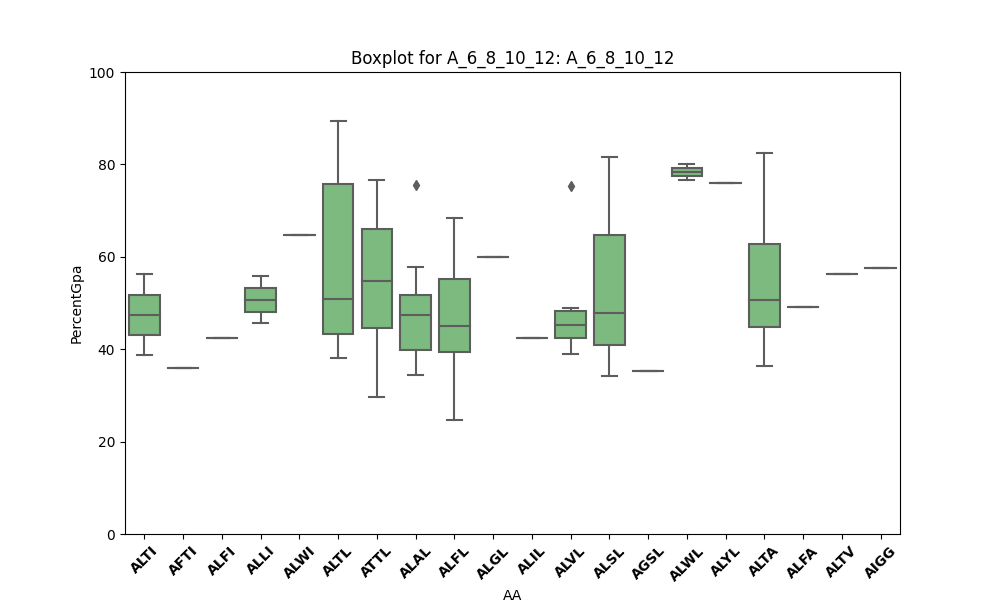 Boxplot for A_6_8_10_12: A_6_8_10_12
PercentGpa
100
80
60
40
20
0
ALTI AFTI ALFI ALLI ALWI ALTL ATTL ALAL ALFL ALGL ALIL ALVL ALSL AGSL ALWL ALYL ALTA ALFA ALTV AIGG
AA